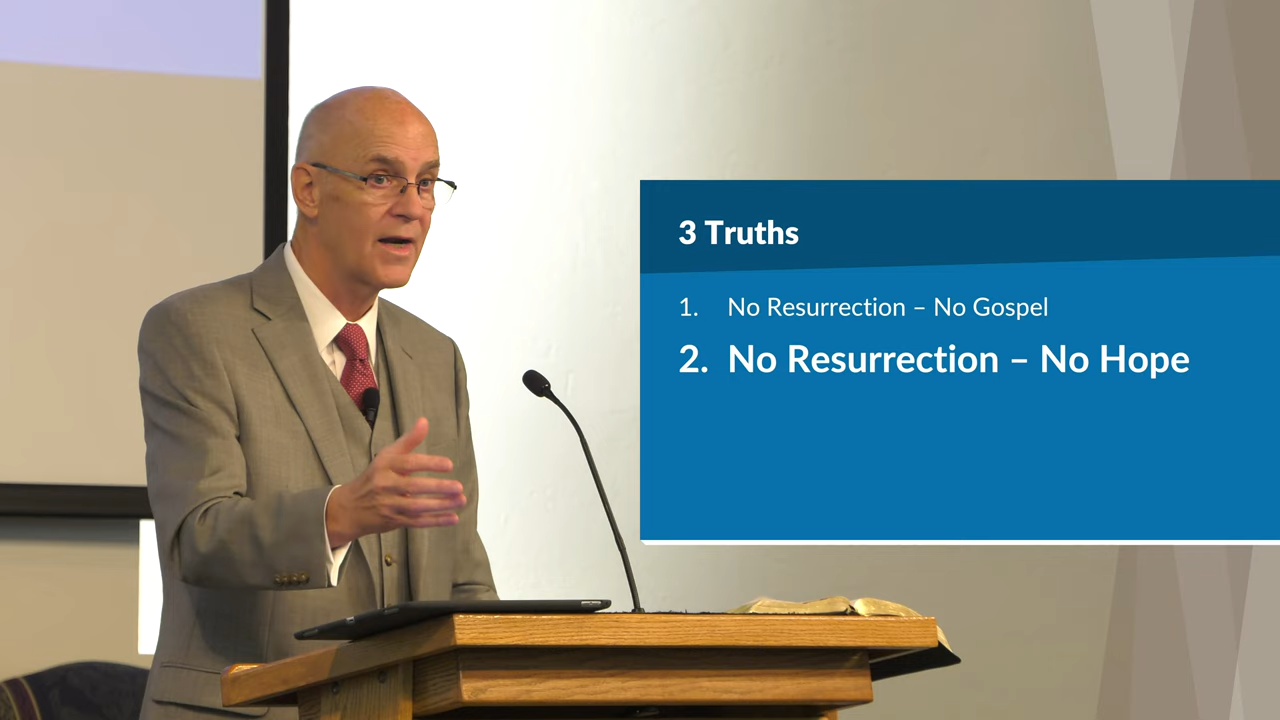 3 Truths
1. No Resurrection – No Gospel
2. No Resurrection – No Hope